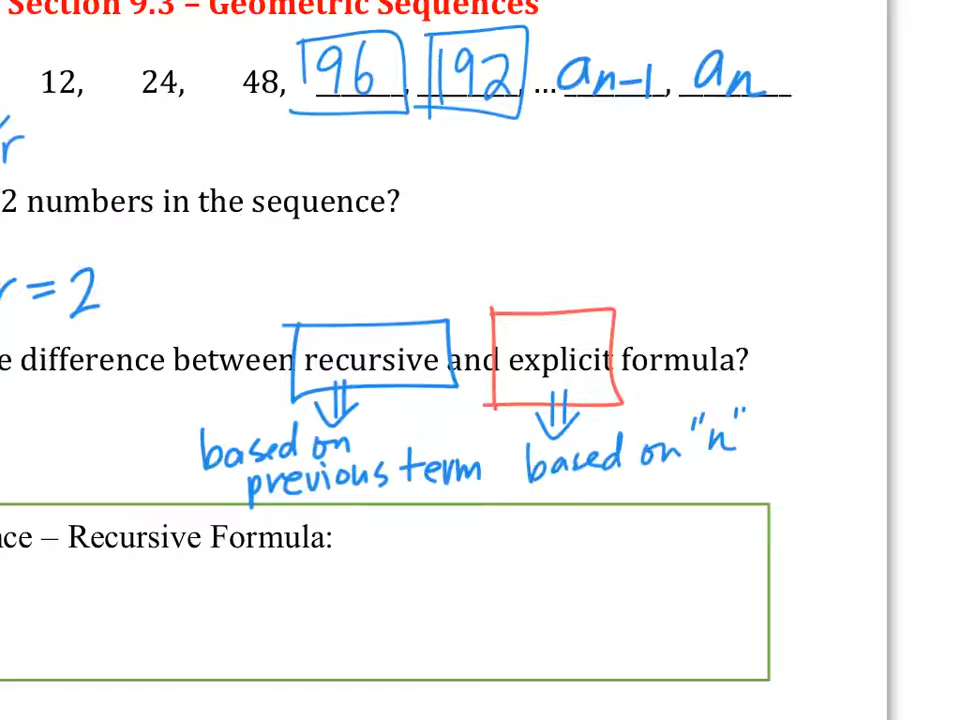 Section 9.3 – Geometric Sequences
12, 24, 48, 96, 192, ... an-1, an
r
2 numbers in the sequence?
r = 2
e difference between recursive and explicit formula?
based on previous term
based on "n"
nce – Recursive Formula: